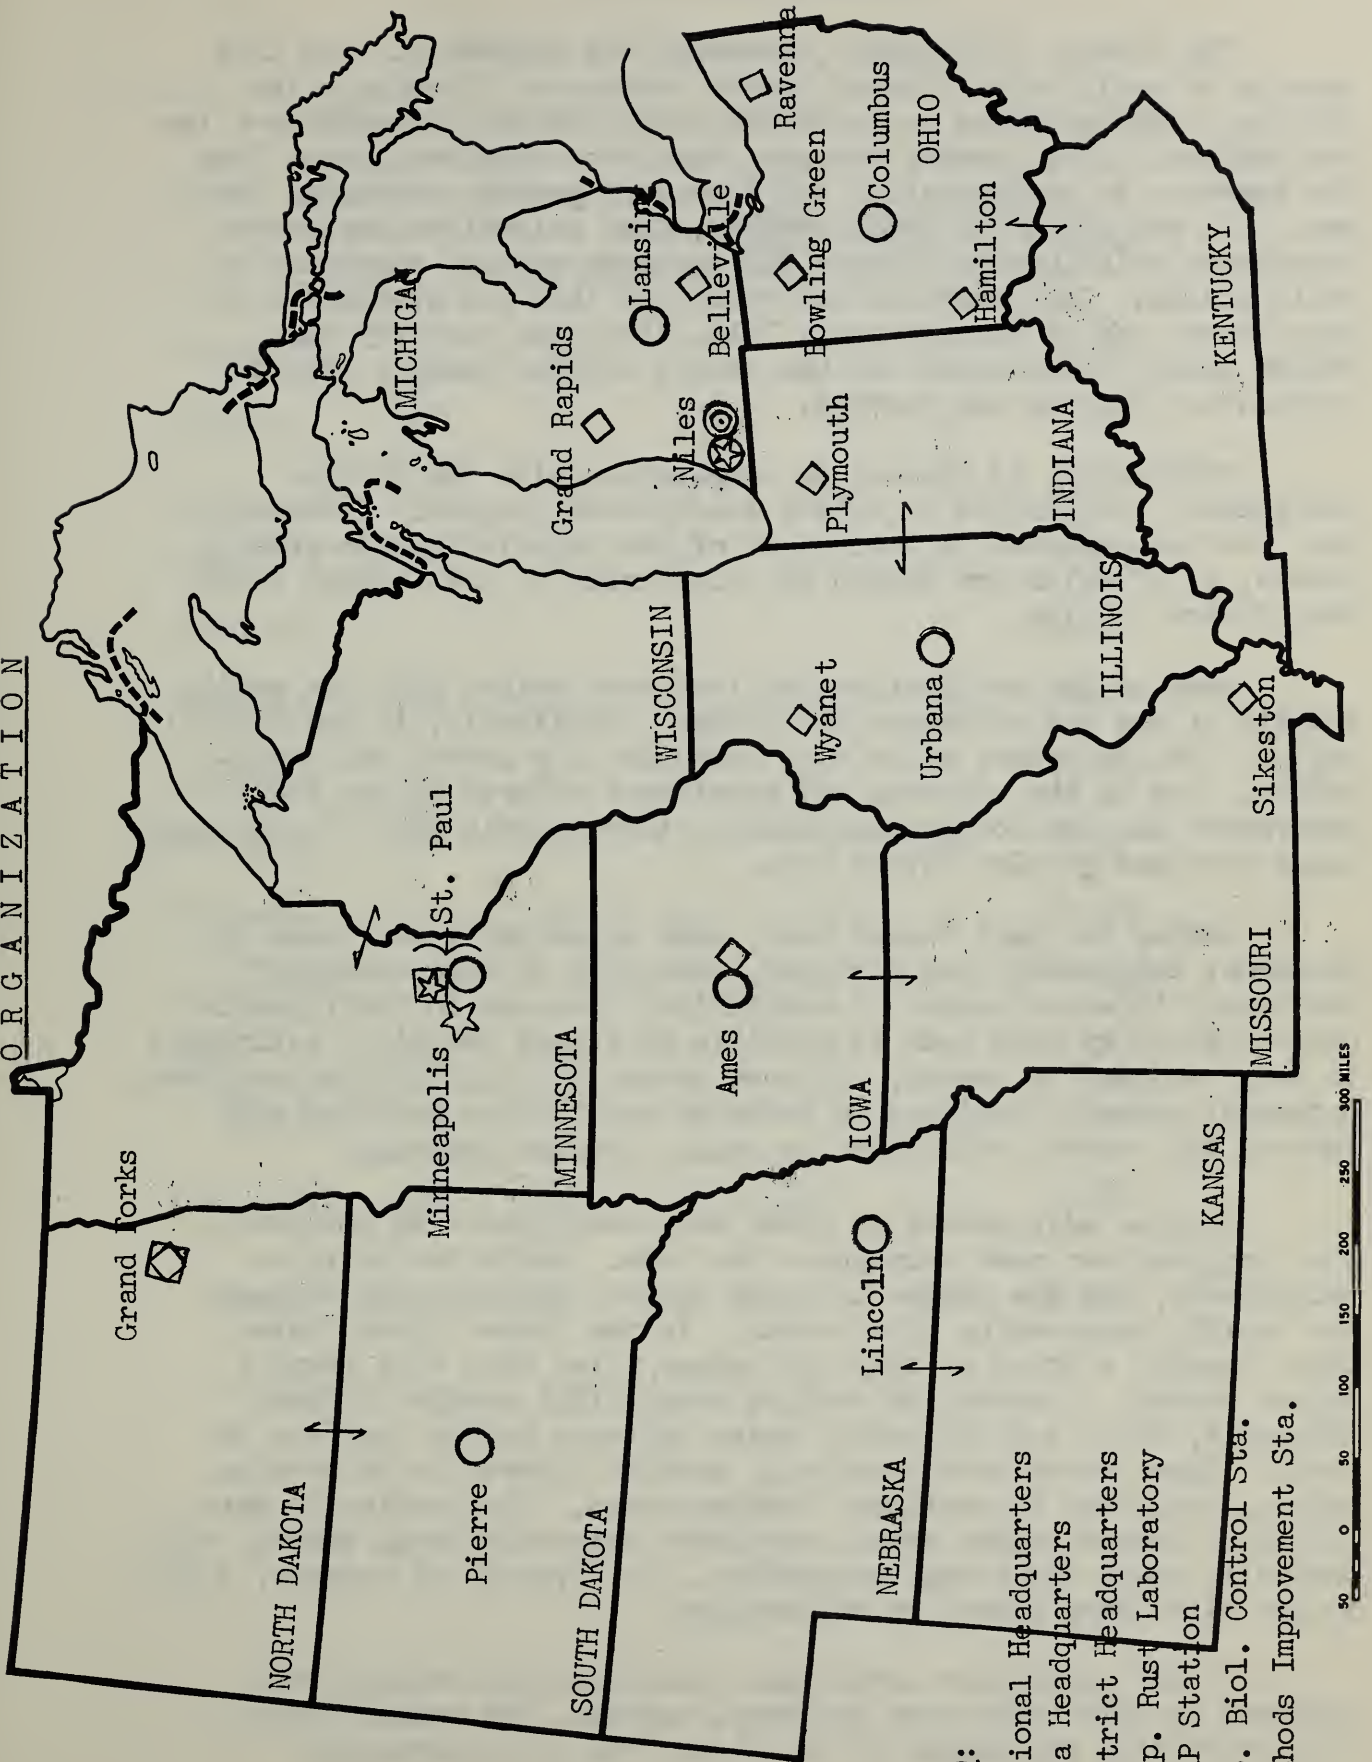 ORGANIZATION
Grand Forks
NORTH DAKOTA
Pierre
SOUTH DAKOTA
Minneapolis
St. Paul
MINNESOTA
WISCONSIN
MICHIGAN
Grand Rapids
Lansin
Niles
Belleville
Ames
IOWA
Lincoln
NEBRASKA
KANSAS
Wyanet
Urbana
ILLINOIS
Plymouth
INDIANA
Bowling Green
Ravenna
Columbus
OHIO
Hamilton
KENTUCKY
Sikeston
MISSOURI
ional Headquarters
a Headquarters
trict Headquarters
p. Rust Laboratory
P Station
. Biol. Control Sta.
hods Improvement Sta.
50 0 50 100 150 200 250 300 MILES